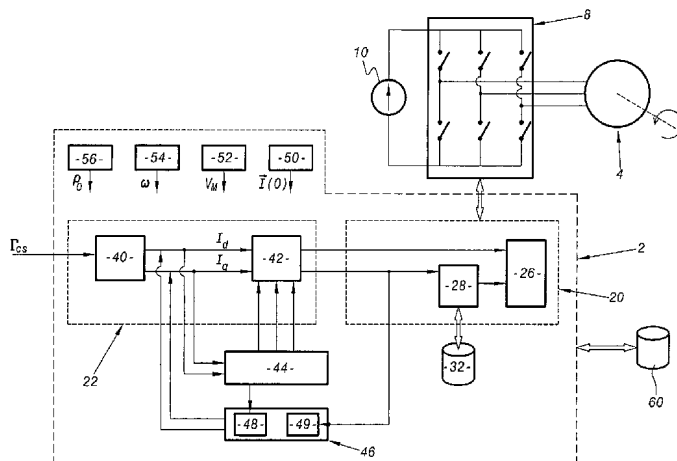 8
10
4
-56-
-54-
-52-
-50-
P0
ω
VM
I⃗(0)
Γcs
-40-
Id
Iq
-42-
-28-
-26-
2
20
22
-44-
-32-
60
-48-
-49-
46